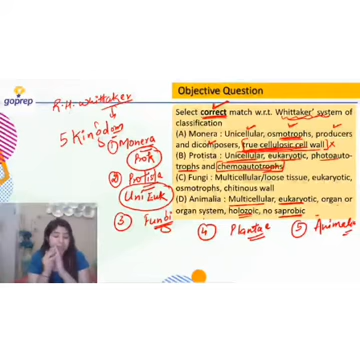 goprep
Objective Question
R.H. Whittaker
5 Kingdom
① Monera
Prok
② Protista
Uni Euk
③ Fundi
④ Plantae
⑤ Animalia
Select correct match w.r.t. Whittaker' system of
classification
(A) Monera : Unicellular, osmotrophs, producers
and dicomposers, true cellulosic cell wall x
(B) Protista : Unicellular, eukaryotic, photoauto-
trophs and chemoautotrophs
(C) Fungi : Multicellular/loose tissue, eukaryotic,
osmotrophs, chitinous wall
(D) Animalia : Multicellular, eukaryotic, organ or
organ system, holozoic, no saprobic